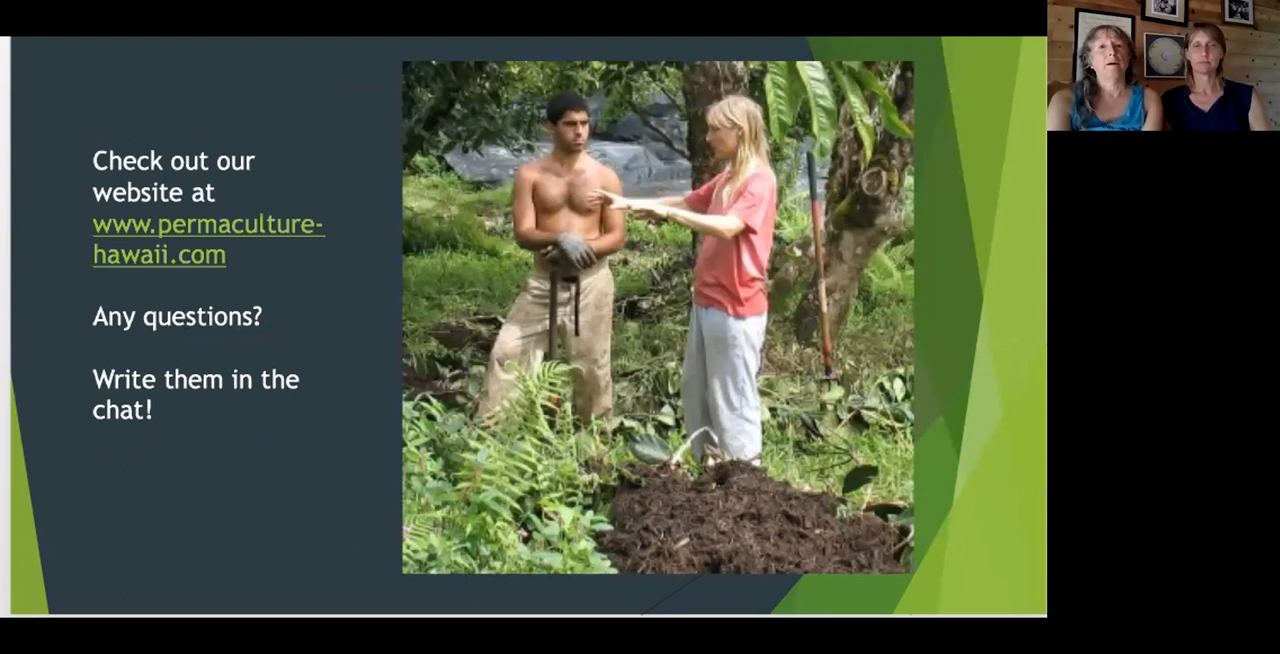 Check out our
website at
www.permaculture-
hawaii.com
Any questions?
Write them in the
chat!